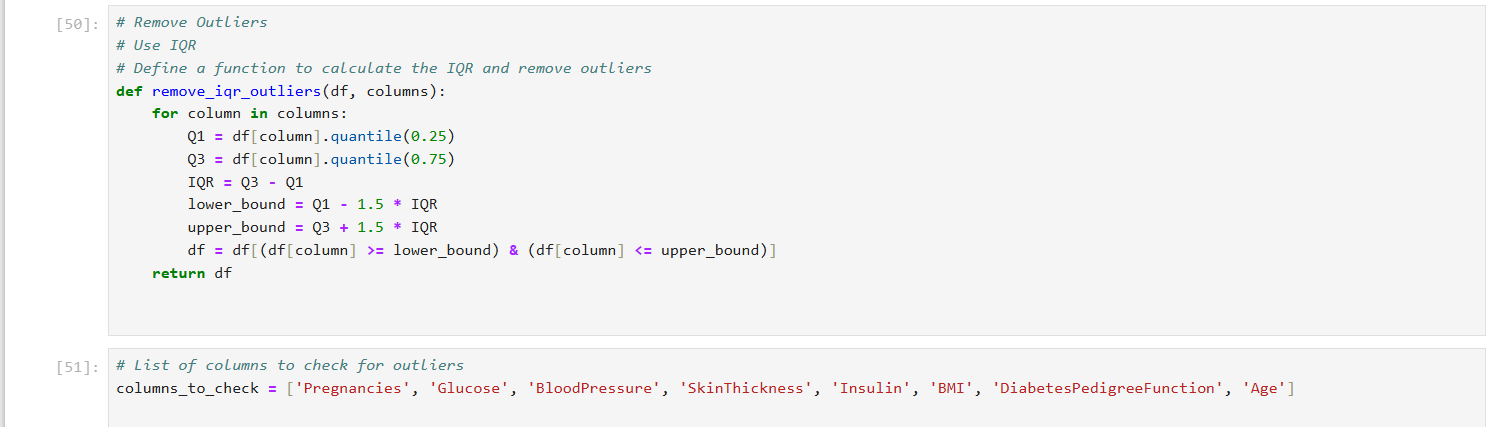 [50]:
# Remove Outliers
# Use IQR
# Define a function to calculate the IQR and remove outliers
def remove_iqr_outliers(df, columns):
    for column in columns:
        Q1 = df[column].quantile(0.25)
        Q3 = df[column].quantile(0.75)
        IQR = Q3 - Q1
        lower_bound = Q1 - 1.5 * IQR
        upper_bound = Q3 + 1.5 * IQR
        df = df[(df[column] >= lower_bound) & (df[column] <= upper_bound)]
    return df
[51]:
# List of columns to check for outliers
columns_to_check = ['Pregnancies', 'Glucose', 'BloodPressure', 'SkinThickness', 'Insulin', 'BMI', 'DiabetesPedigreeFunction', 'Age']